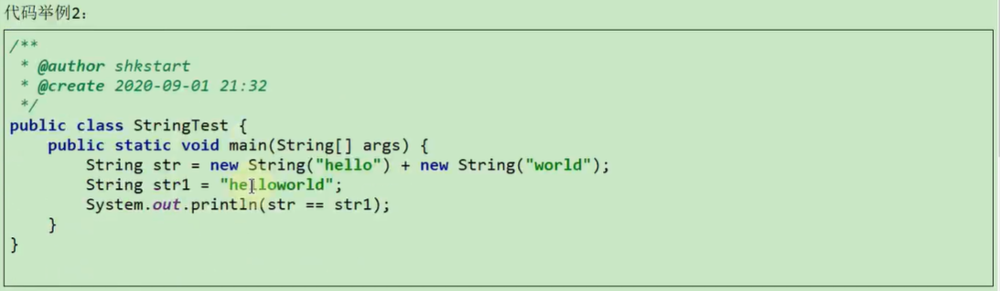 代码举例2：
/**
 * @author shkstart
 * @create 2020-09-01 21:32
 */
public class StringTest {
    public static void main(String[] args) {
        String str = new String("hello") + new String("world");
        String str1 = "helloworld";
        System.out.println(str == str1);
    }
}